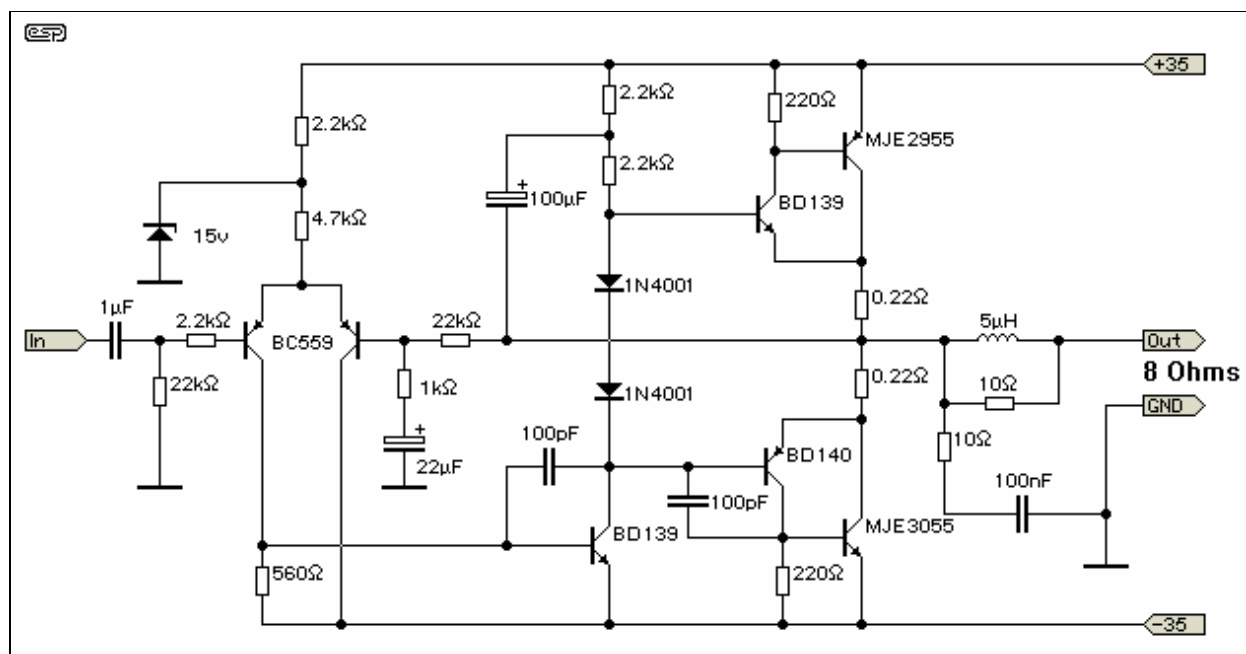 esp
+35
2.2kΩ
220Ω
2.2kΩ
MJE2955
2.2kΩ
+
100µF
BD139
4.7kΩ
15v
1N4001
1µF
0.22Ω
2.2kΩ
22kΩ
5µH
In
BC559
Out
8 Ohms
22kΩ
1kΩ
1N4001
0.22Ω
10Ω
GND
+
10Ω
100pF
BD140
22µF
100nF
100pF
BD139
MJE3055
560Ω
220Ω
-35